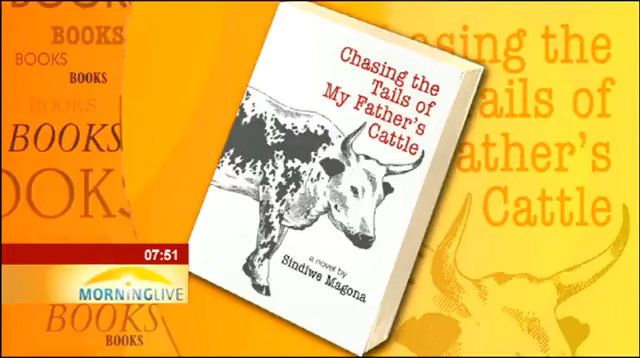 BOOKS
BOOKS
BOOKS
BOOKS
BOOKS
BOOKS
OOKS
BOOKS
BOOKS
07:51
MORNINGLIVE
Chasing the
Tails of
My Father's
Cattle
a novel by
Sindiwe Magona
asing the
ails of
ather's
Cattle